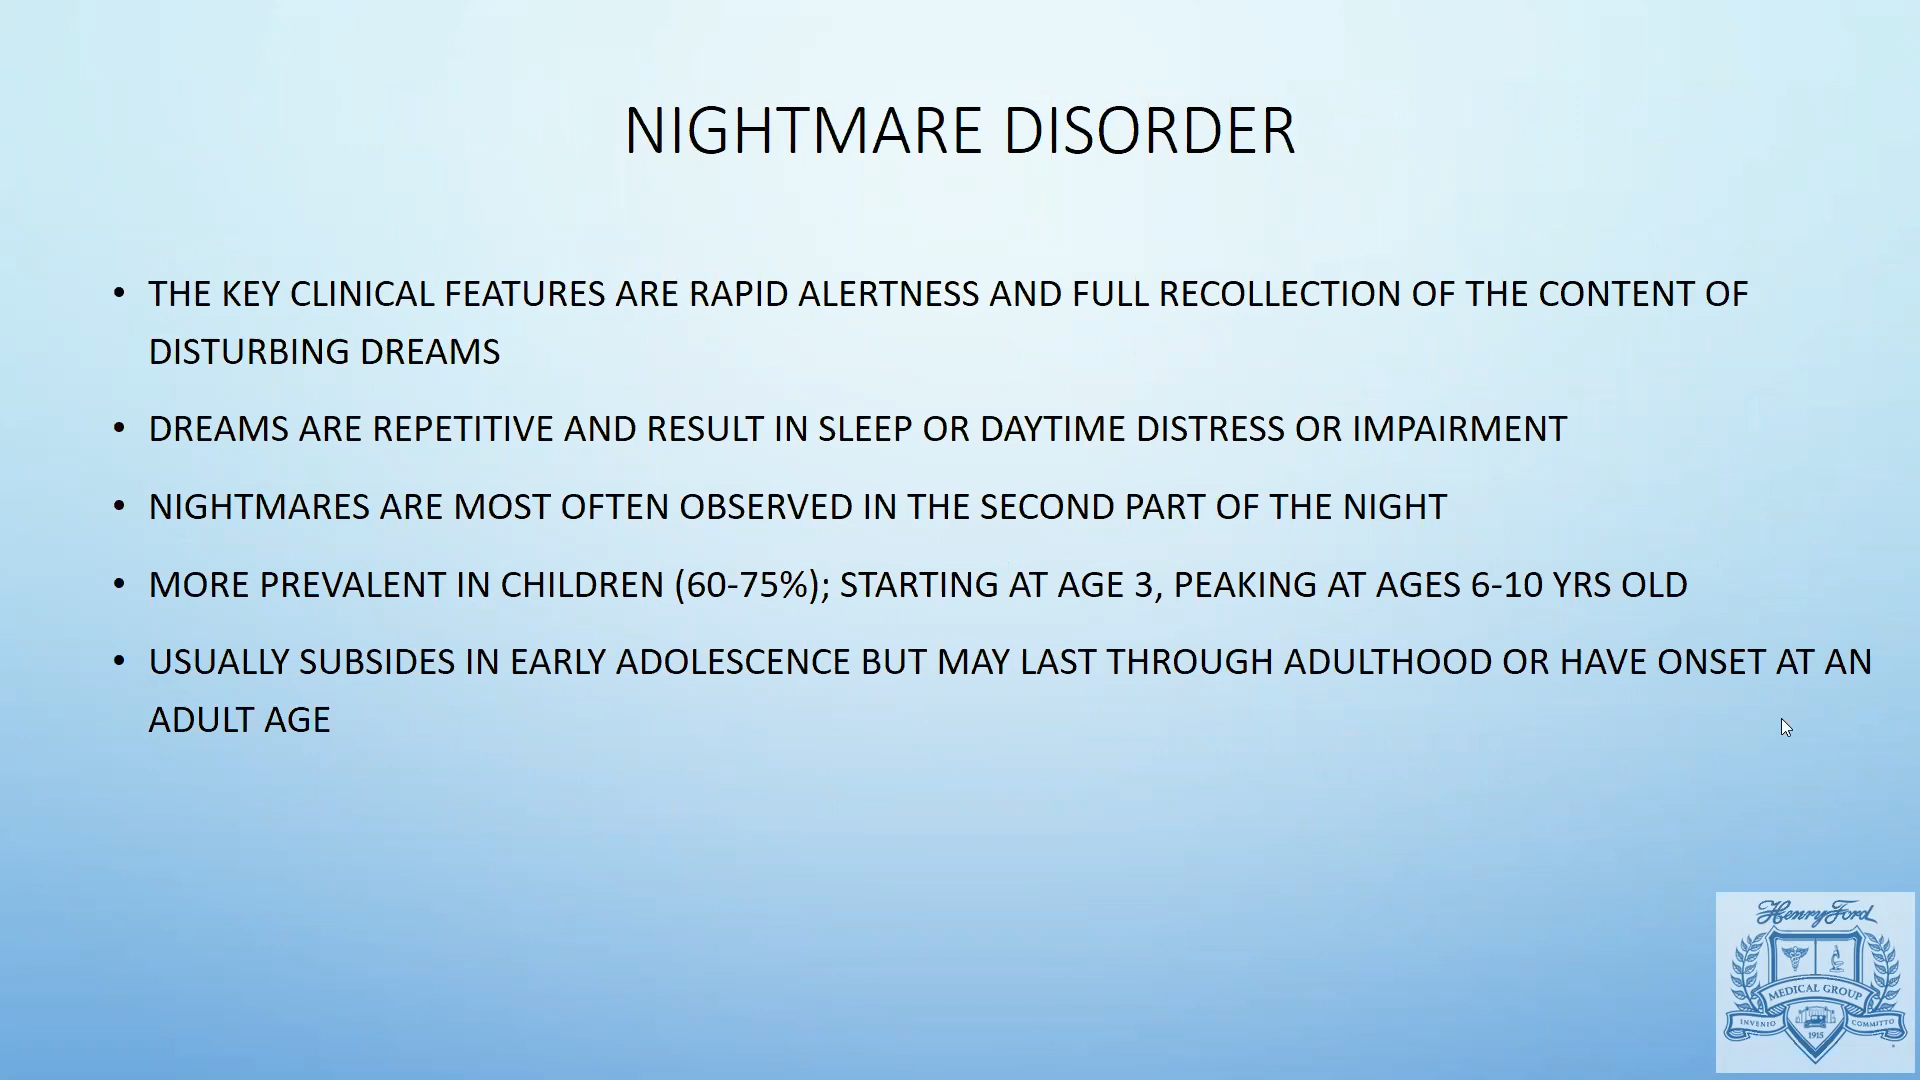 NIGHTMARE DISORDER
• THE KEY CLINICAL FEATURES ARE RAPID ALERTNESS AND FULL RECOLLECTION OF THE CONTENT OF
DISTURBING DREAMS
• DREAMS ARE REPETITIVE AND RESULT IN SLEEP OR DAYTIME DISTRESS OR IMPAIRMENT
• NIGHTMARES ARE MOST OFTEN OBSERVED IN THE SECOND PART OF THE NIGHT
• MORE PREVALENT IN CHILDREN (60-75%); STARTING AT AGE 3, PEAKING AT AGES 6-10 YRS OLD
• USUALLY SUBSIDES IN EARLY ADOLESCENCE BUT MAY LAST THROUGH ADULTHOOD OR HAVE ONSET AT AN
ADULT AGE
Henry Ford
MEDICAL GROUP
INVENIO COMMITTO
1915